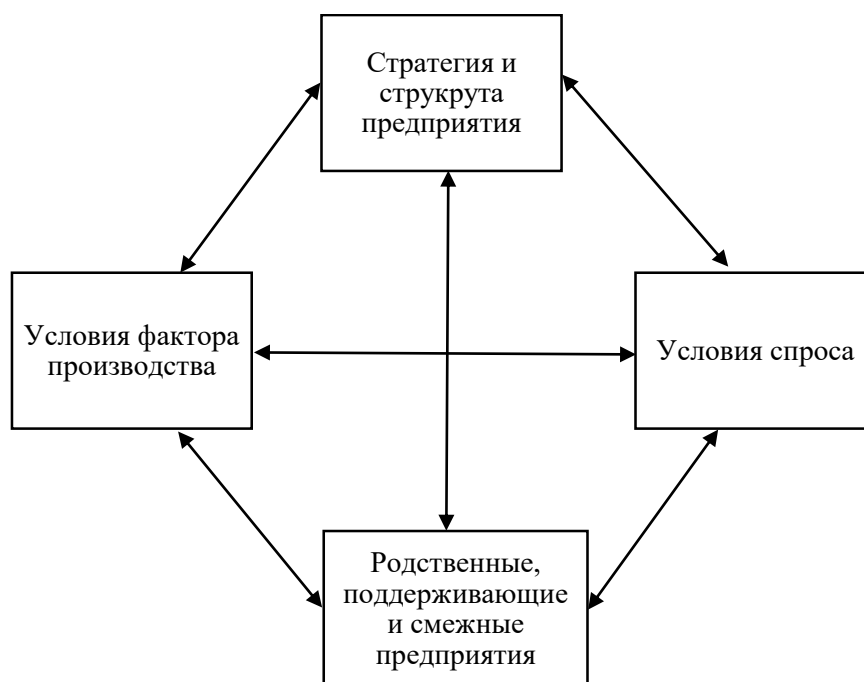 Стратегия и
струкрута
предприятия
Условия фактора
производства
Условия спроса
Родственные,
поддерживающие
и смежные
предприятия